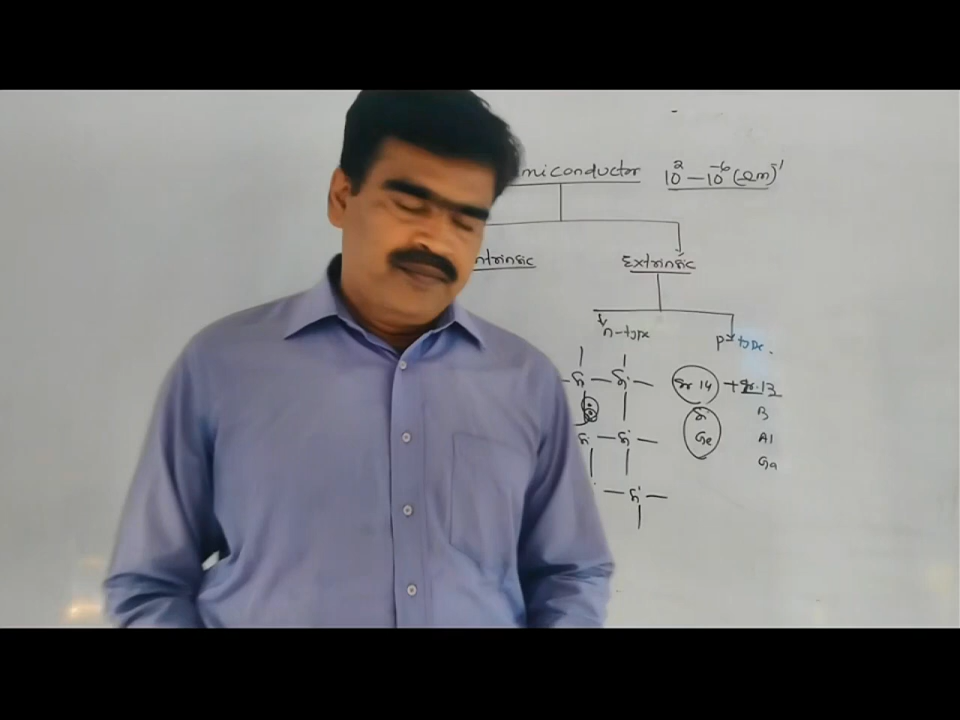 miconductor 10² – 10⁻⁶ (Ωm)⁻¹
ntrinsic Extrinsic
n-type p-type.
Si – Si – Gr 14 + Gr. 13
Si B
Si – Si – Ge Al
Ga
– Si –